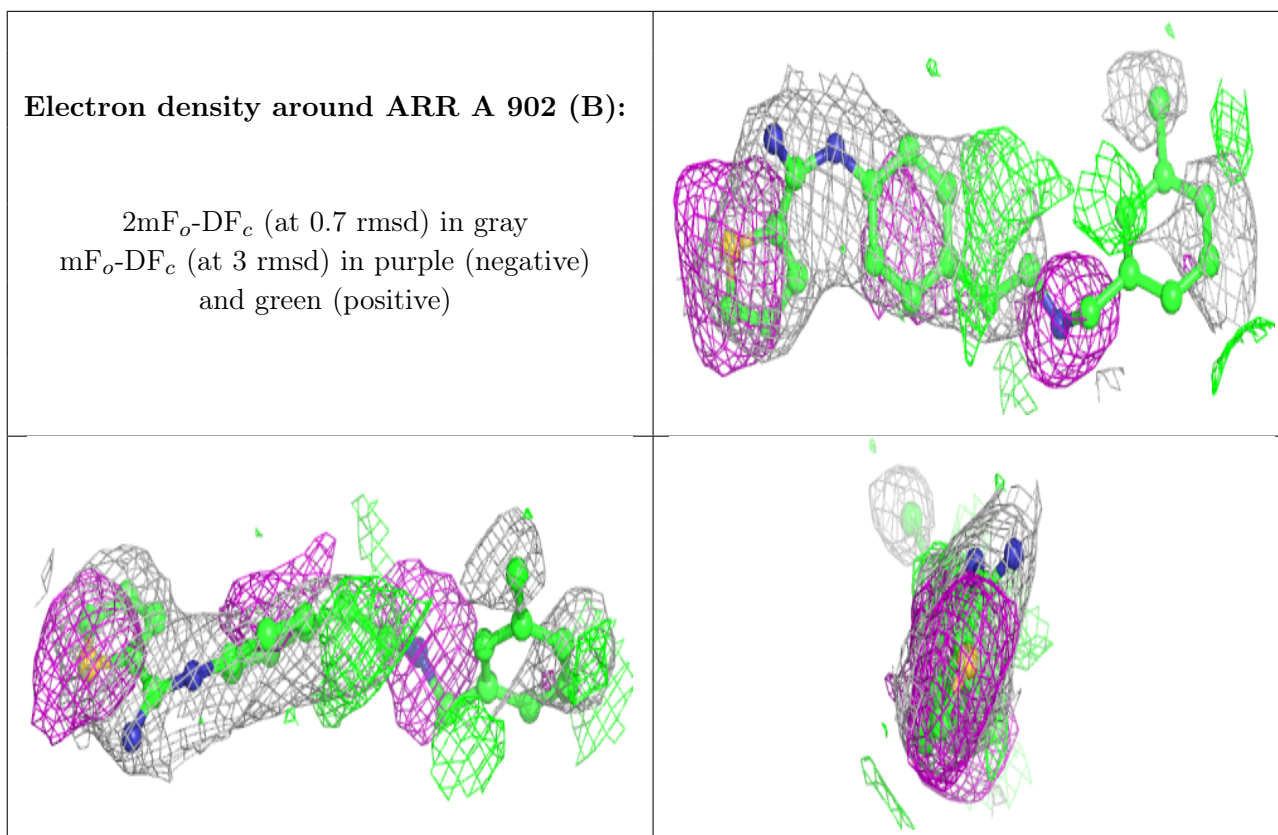 Electron density around ARR A 902 (B):
2mFₒ-DF𝒸 (at 0.7 rmsd) in gray
mFₒ-DF𝒸 (at 3 rmsd) in purple (negative)
and green (positive)